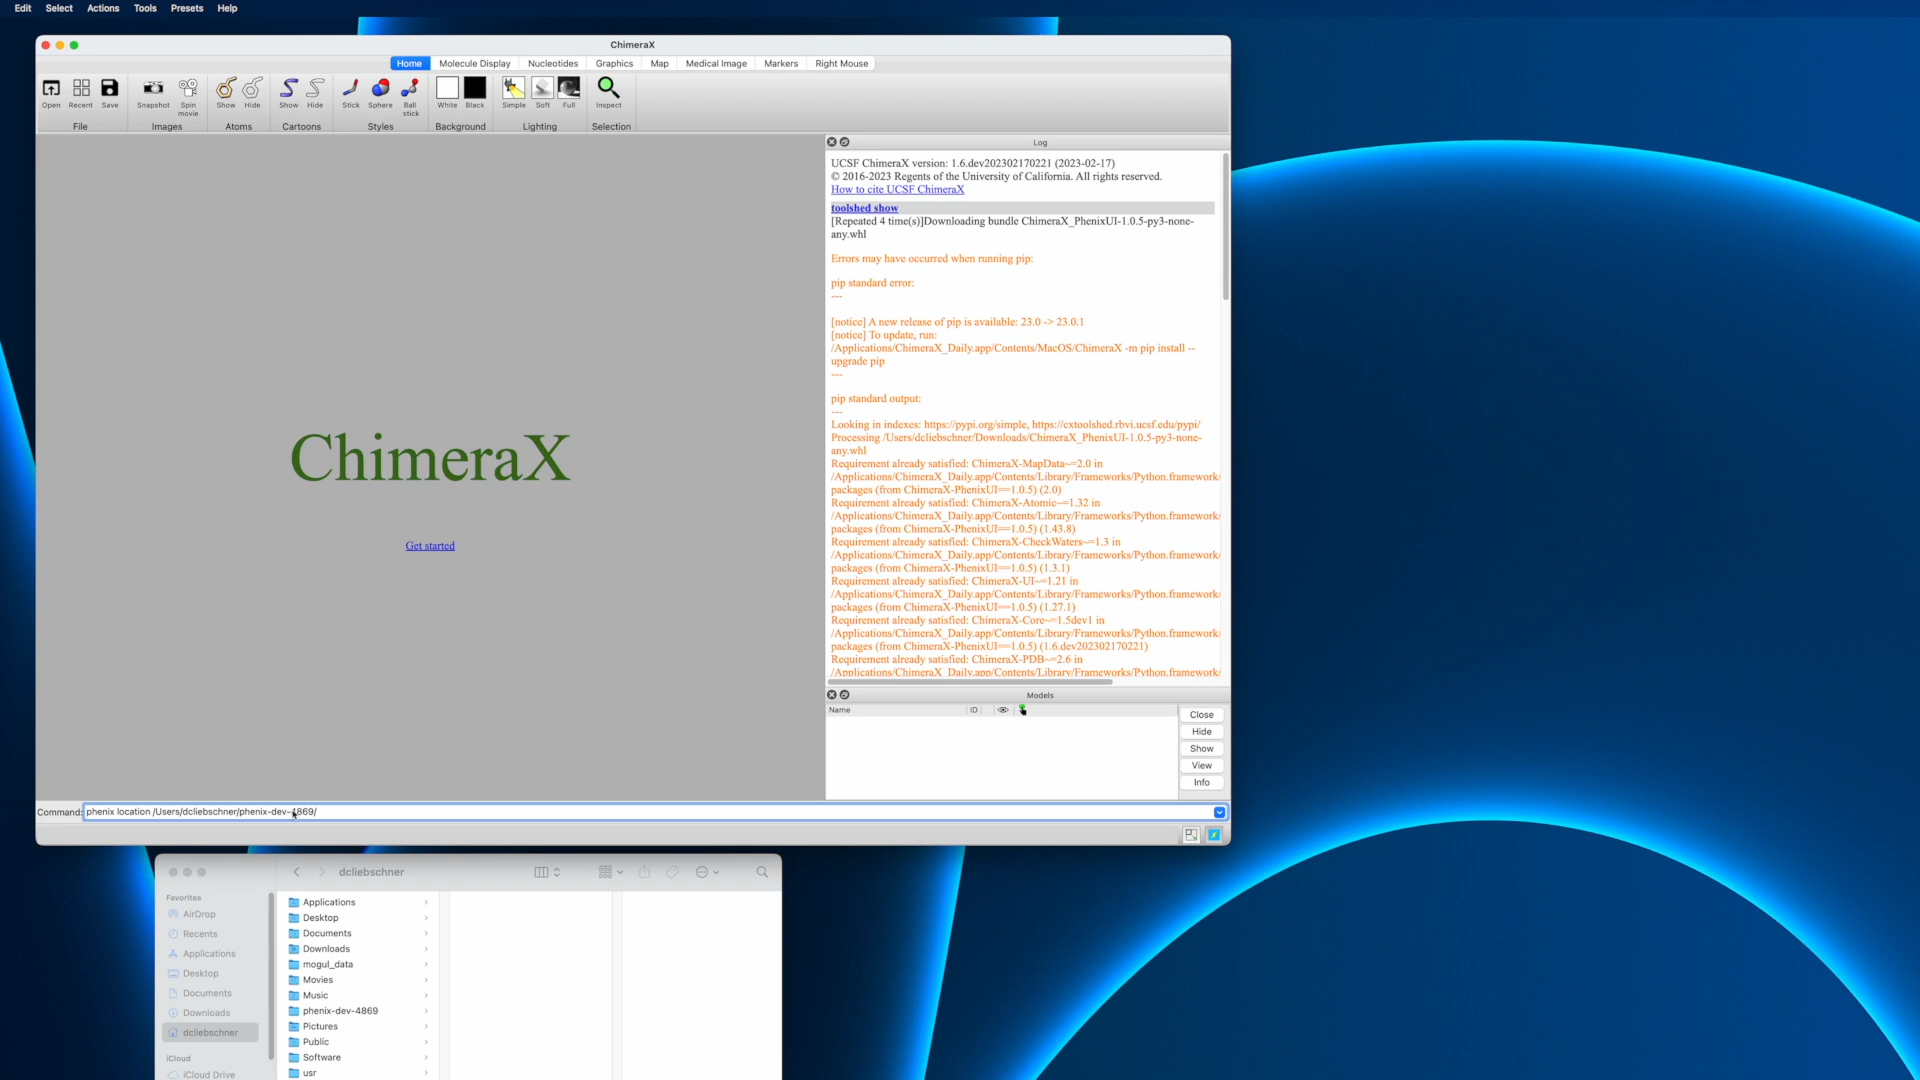 Edit Select Actions Tools Presets Help
ChimeraX
Home Molecule Display Nucleotides Graphics Map Medical Image Markers Right Mouse
Open Recent Save Snapshot Spin movie Show Hide Show Hide Stick Sphere Ball stick White Black Simple Soft Full Inspect
File Images Atoms Cartoons Styles Background Lighting Selection
Log
UCSF ChimeraX version: 1.6.dev202302170221 (2023-02-17)
© 2016-2023 Regents of the University of California. All rights reserved.
How to cite UCSF ChimeraX
toolshed show
[Repeated 4 time(s)]Downloading bundle ChimeraX_PhenixUI-1.0.5-py3-none-
any.whl
Errors may have occurred when running pip:
pip standard error:
---
[notice] A new release of pip is available: 23.0 -> 23.0.1
[notice] To update, run:
/Applications/ChimeraX_Daily.app/Contents/MacOS/ChimeraX -m pip install --
upgrade pip
---
pip standard output:
---
Looking in indexes: https://pypi.org/simple, https://cxtoolshed.rbvi.ucsf.edu/pypi/
Processing /Users/dcliebschner/Downloads/ChimeraX_PhenixUI-1.0.5-py3-none-
any.whl
Requirement already satisfied: ChimeraX-MapData~=2.0 in
/Applications/ChimeraX_Daily.app/Contents/Library/Frameworks/Python.framework/
packages (from ChimeraX-PhenixUI==1.0.5) (2.0)
Requirement already satisfied: ChimeraX-Atomic~=1.32 in
/Applications/ChimeraX_Daily.app/Contents/Library/Frameworks/Python.framework/
packages (from ChimeraX-PhenixUI==1.0.5) (1.43.8)
Requirement already satisfied: ChimeraX-CheckWaters~=1.3 in
/Applications/ChimeraX_Daily.app/Contents/Library/Frameworks/Python.framework/
packages (from ChimeraX-PhenixUI==1.0.5) (1.3.1)
Requirement already satisfied: ChimeraX-UI~=1.21 in
/Applications/ChimeraX_Daily.app/Contents/Library/Frameworks/Python.framework/
packages (from ChimeraX-PhenixUI==1.0.5) (1.27.1)
Requirement already satisfied: ChimeraX-Core~=1.5dev1 in
/Applications/ChimeraX_Daily.app/Contents/Library/Frameworks/Python.framework/
packages (from ChimeraX-PhenixUI==1.0.5) (1.6.dev202302170221)
Requirement already satisfied: ChimeraX-PDB~=2.6 in
/Applications/ChimeraX_Daily.app/Contents/Library/Frameworks/Python.framework/
ChimeraX
Get started
Models
Name ID
Close
Hide
Show
View
Info
Command: phenix location /Users/dcliebschner/phenix-dev-4869/
dcliebschner
Favorites
AirDrop
Recents
Applications
Desktop
Documents
Downloads
dcliebschner
iCloud
iCloud Drive
Applications
Desktop
Documents
Downloads
mogul_data
Movies
Music
phenix-dev-4869
Pictures
Public
Software
usr